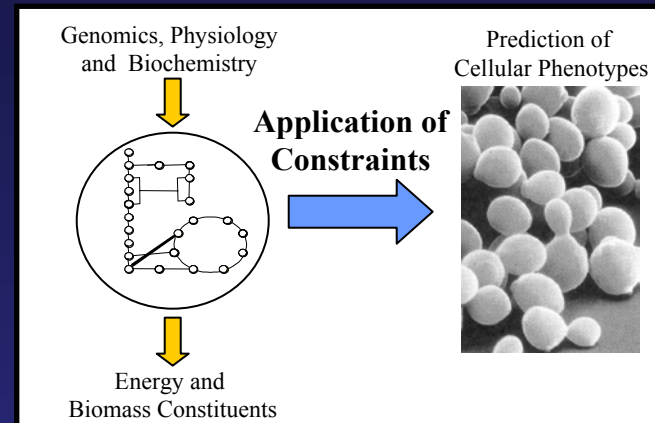 Genomics, Physiology
and Biochemistry
Application of
Constraints
Prediction of
Cellular Phenotypes
Energy and
Biomass Constituents